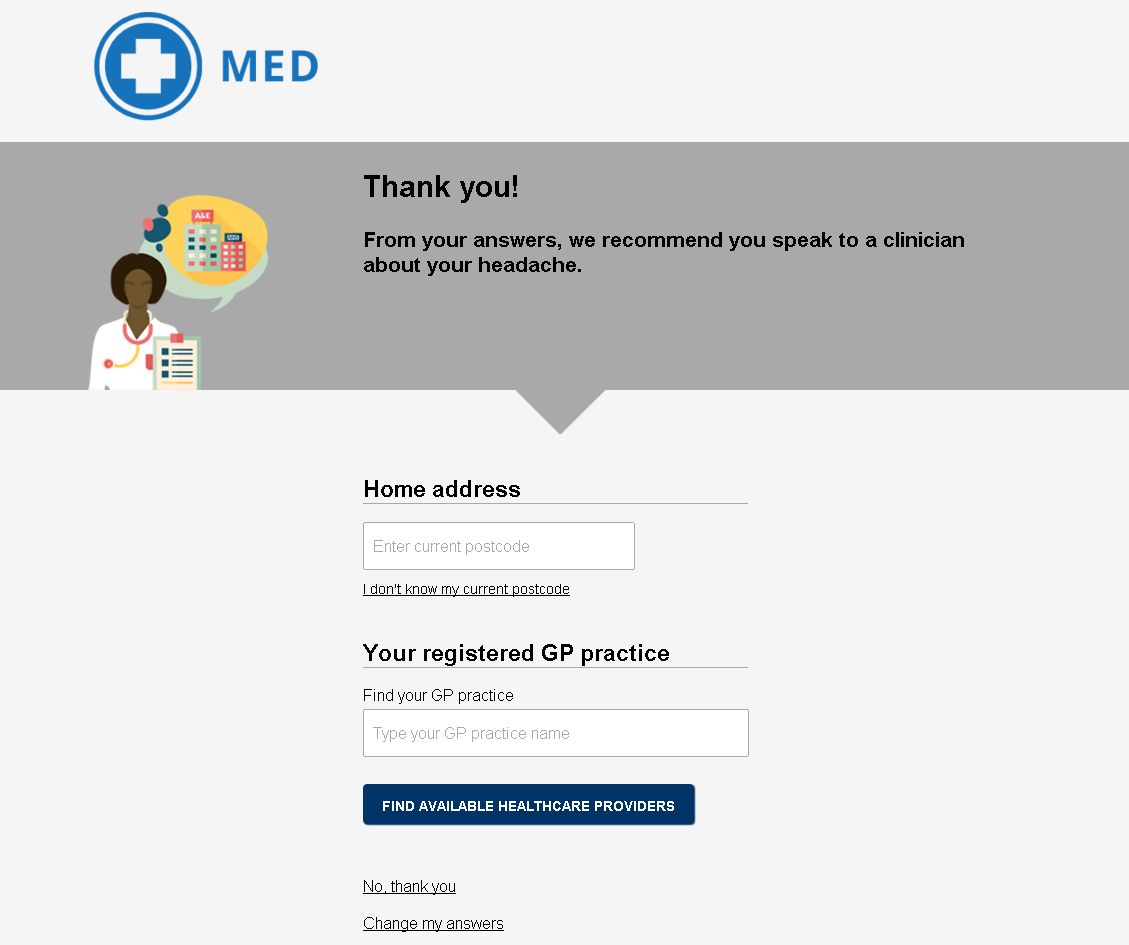 MED
Thank you!
From your answers, we recommend you speak to a clinician
about your headache.
A&E
Home address
Enter current postcode
I don't know my current postcode
Your registered GP practice
Find your GP practice
Type your GP practice name
FIND AVAILABLE HEALTHCARE PROVIDERS
No, thank you
Change my answers